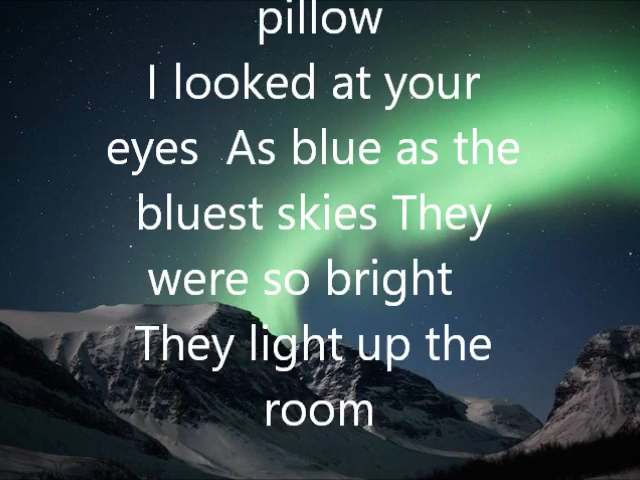 pillow
I looked at your
eyes  As blue as the
bluest skies They
were so bright
They light up the
room